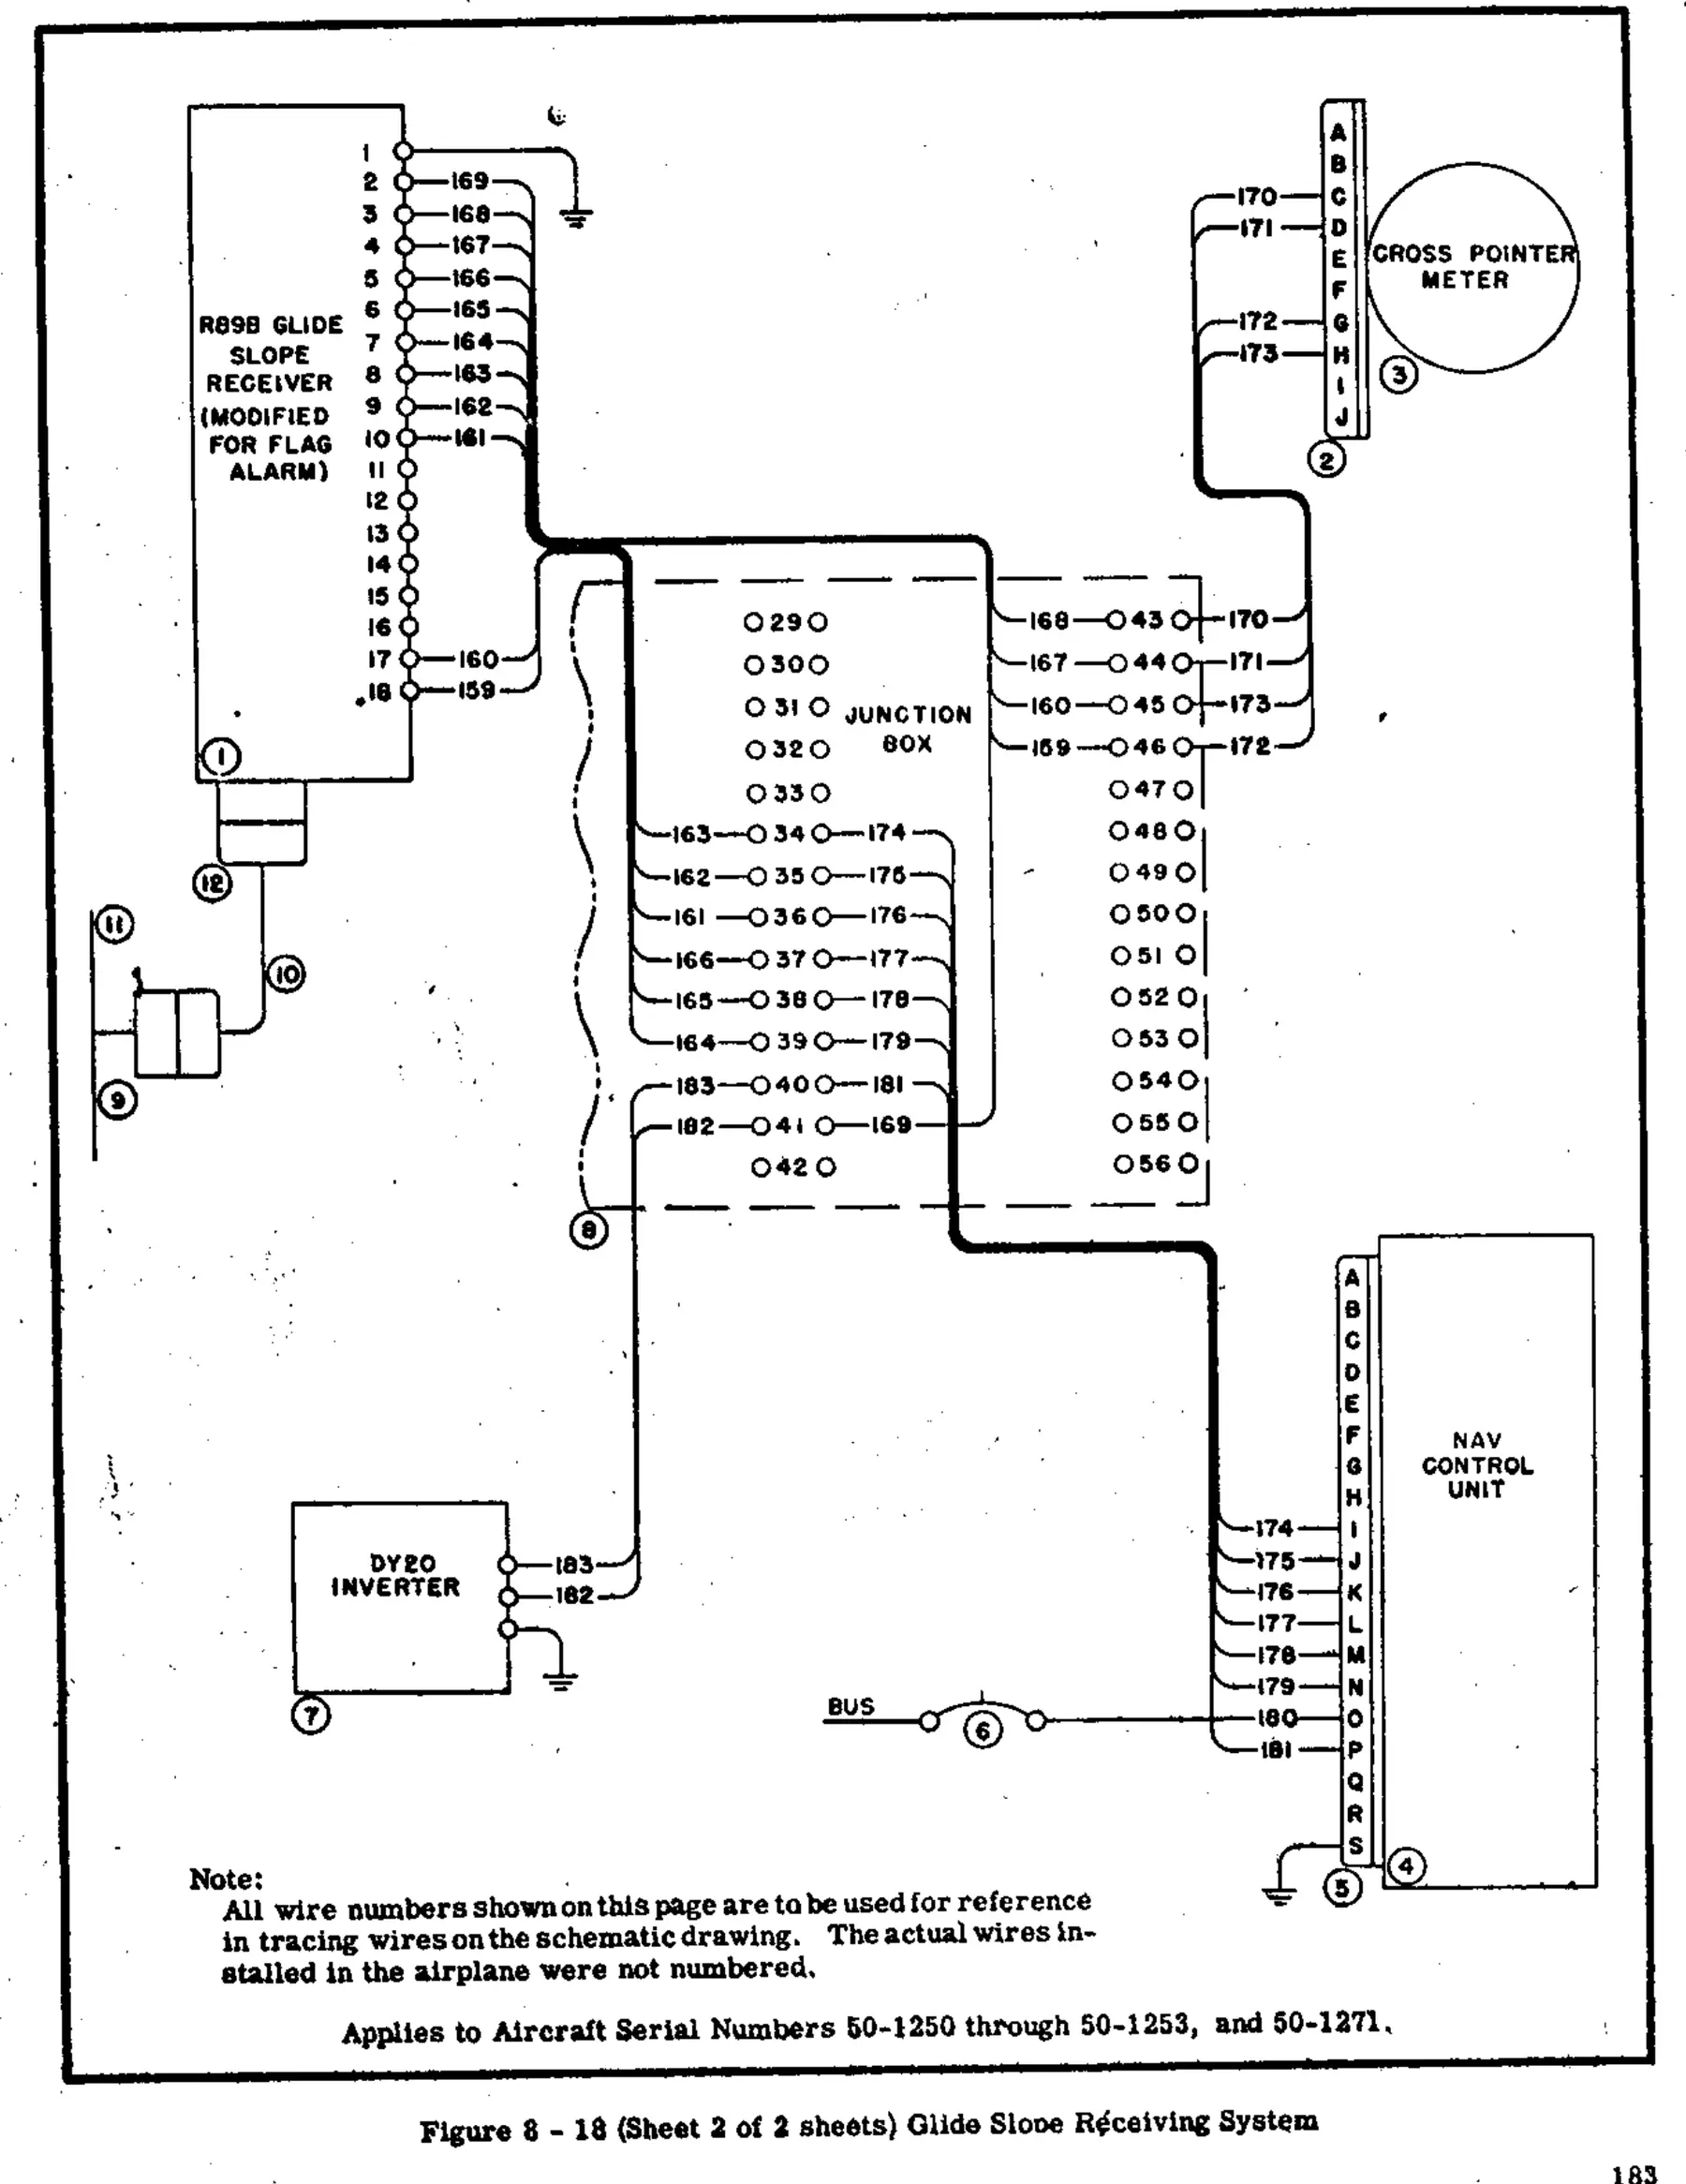 R89B GLIDE
SLOPE
RECEIVER
(MODIFIED
FOR FLAG
ALARM)
1
2 169
3 168
4 167
5 166
6 165
7 164
8 163
9 162
10 161
11
12
13
14
15
16
17 160
18 159
1
12
11
10
9
A
B
170 C
171 D
E
F
172 G
173 H
I
J
CROSS POINTER
METER
3
2
JUNCTION
BOX
29
30
31
32
33
163 34 174
162 35 175
161 36 176
166 37 177
165 38 178
164 39 179
183 40 181
182 41 169
42
168 43 170
167 44 171
160 45 173
159 46 172
47
48
49
50
51
52
53
54
55
56
8
DY20
INVERTER
183
182
7
BUS
6
A
B
C
D
E
F
G
H
174 I
175 J
176 K
177 L
178 M
179 N
180 O
181 P
Q
R
S
NAV
CONTROL
UNIT
4
5
Note:
All wire numbers shown on this page are to be used for reference
in tracing wires on the schematic drawing. The actual wires in-
stalled in the airplane were not numbered.
Applies to Aircraft Serial Numbers 50-1250 through 50-1253, and 50-1271.
Figure 8 - 18 (Sheet 2 of 2 sheets) Glide Slope Receiving System
183